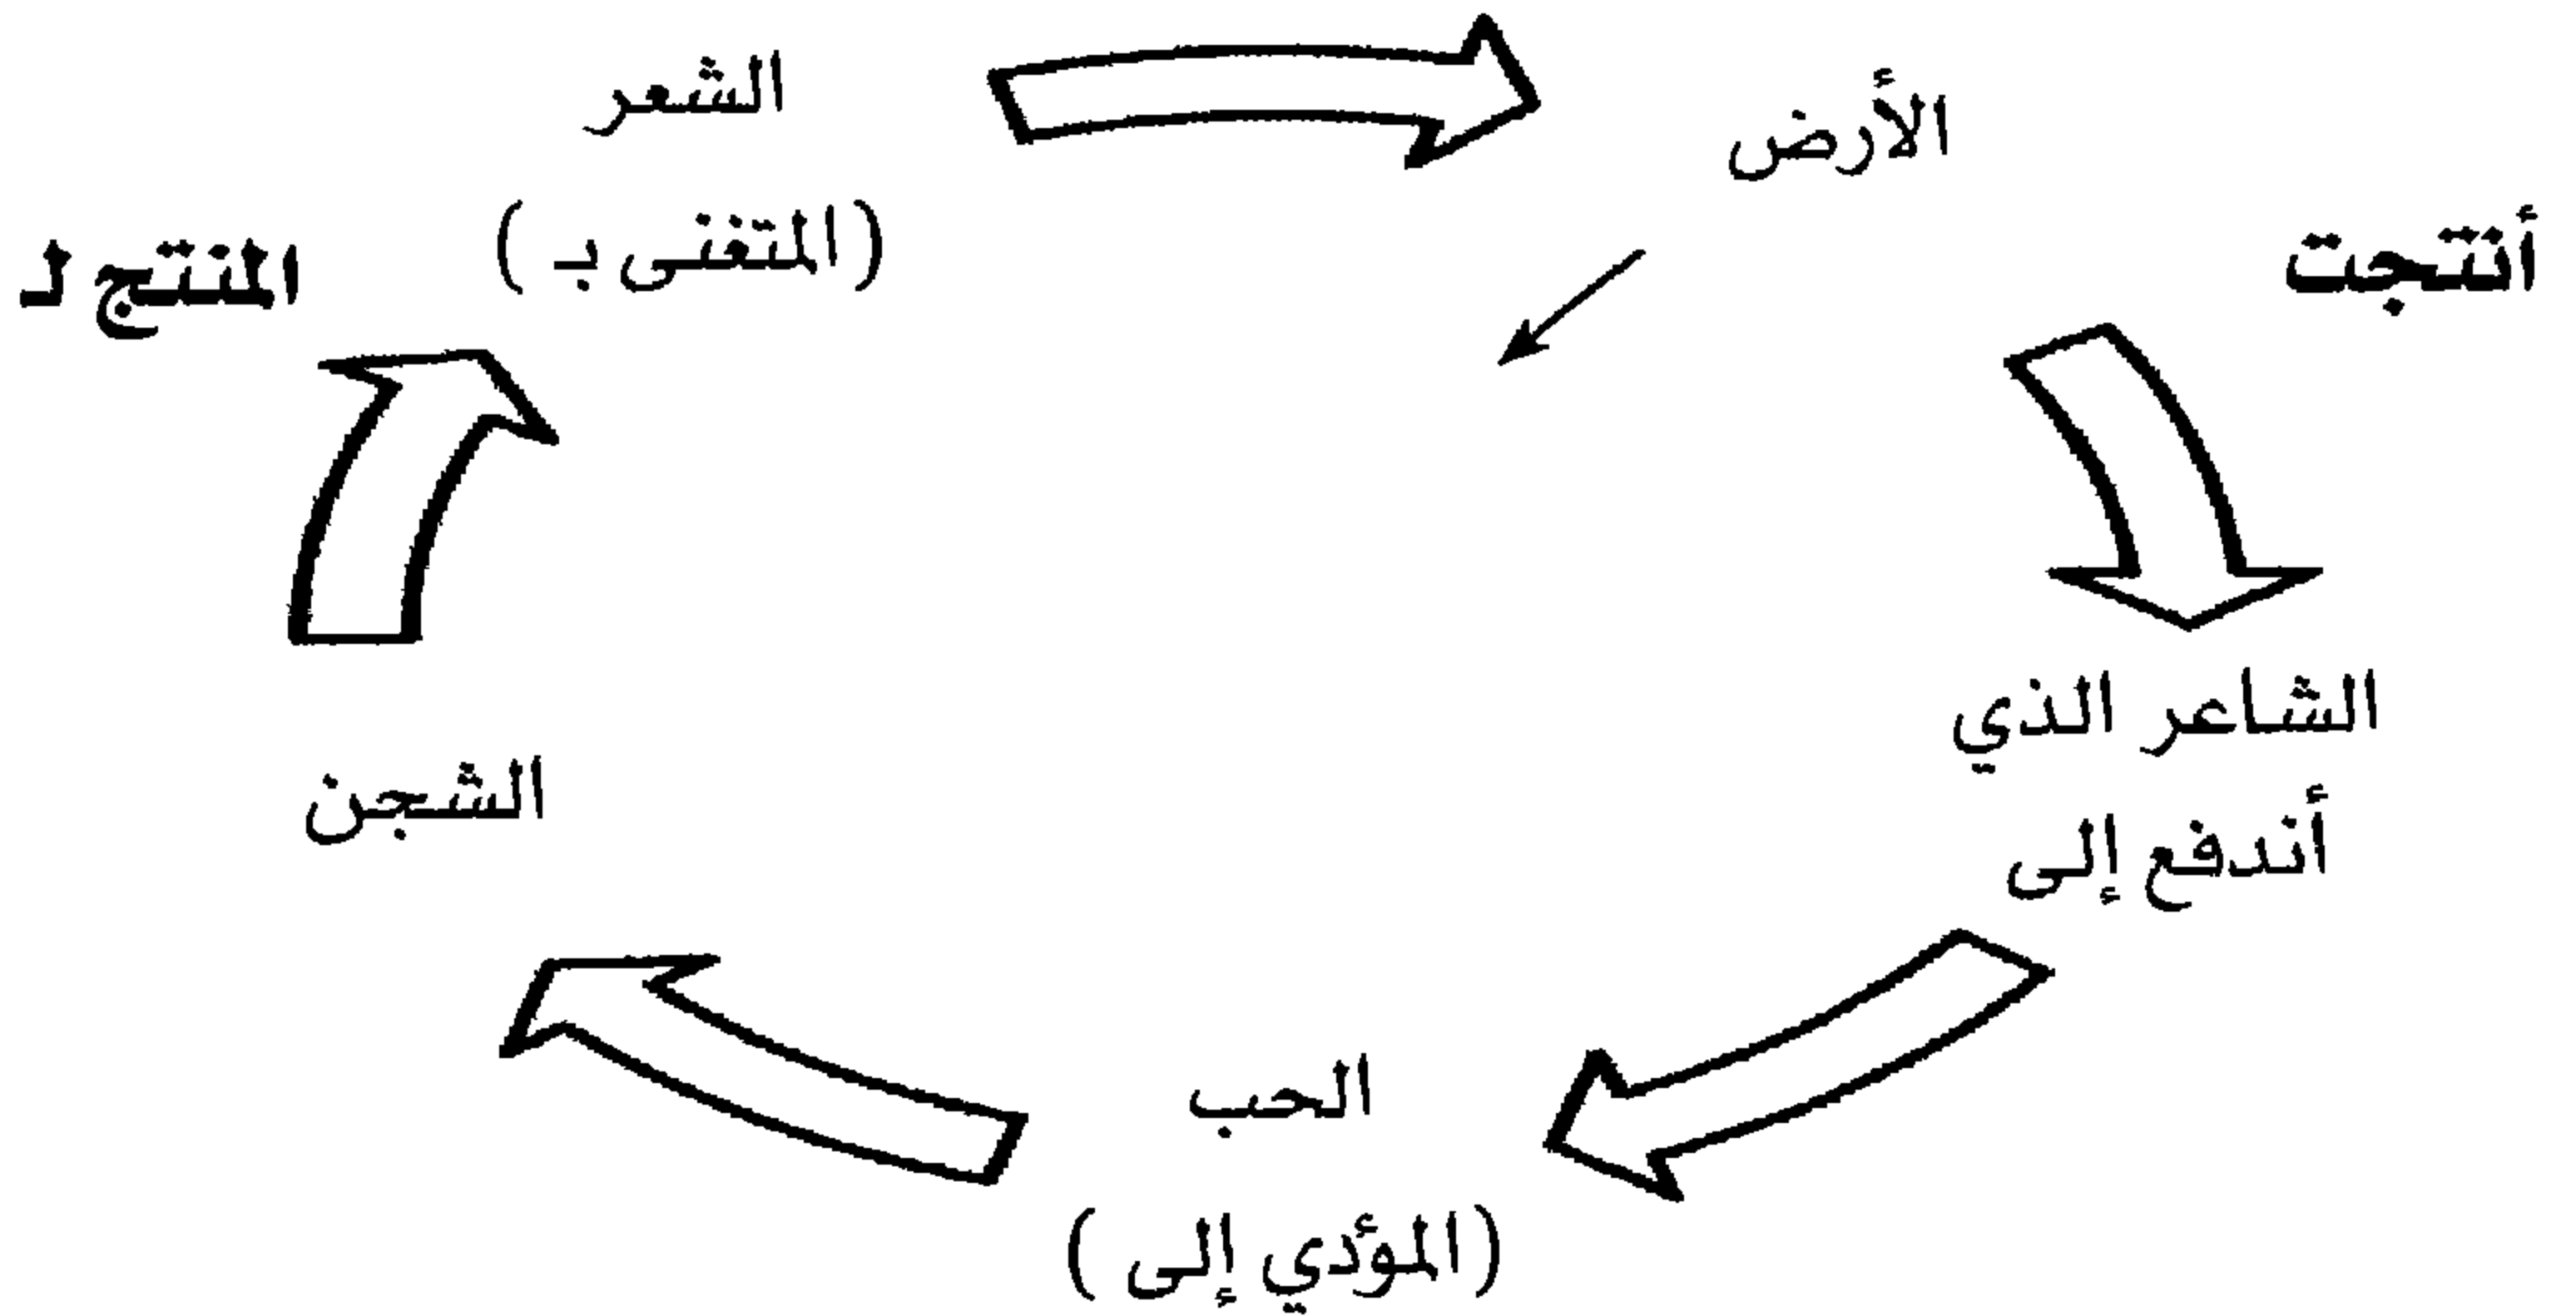 الأرض
أنتجت
الشاعر الذي
أندفع إلى
الحب
(المؤدي إلى)
الشجن
المنتج لـ
الشعر
(المتغنى بـ)